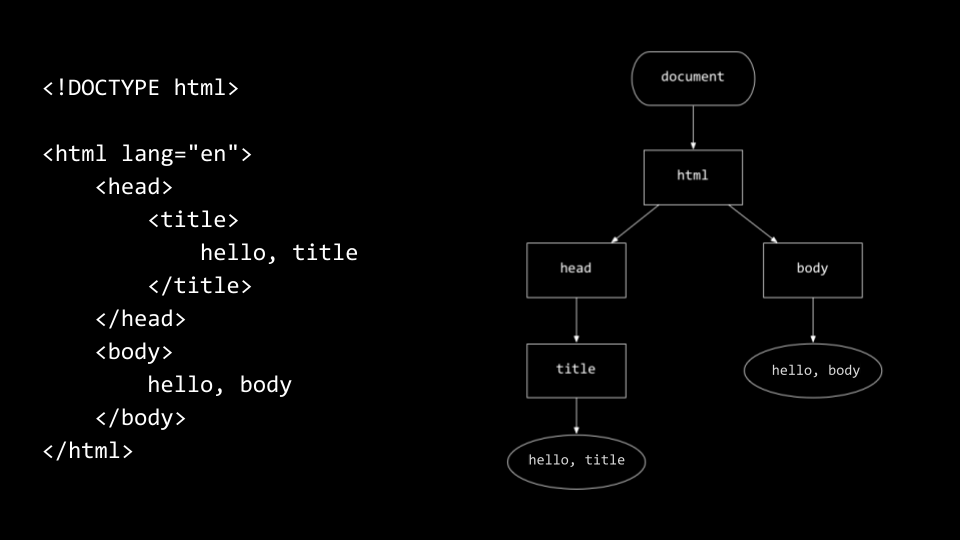 <!DOCTYPE html>
<html lang="en">
<head>
<title>
hello, title
</title>
</head>
<body>
hello, body
</body>
</html>
document
html
head
body
title
hello, body
hello, title